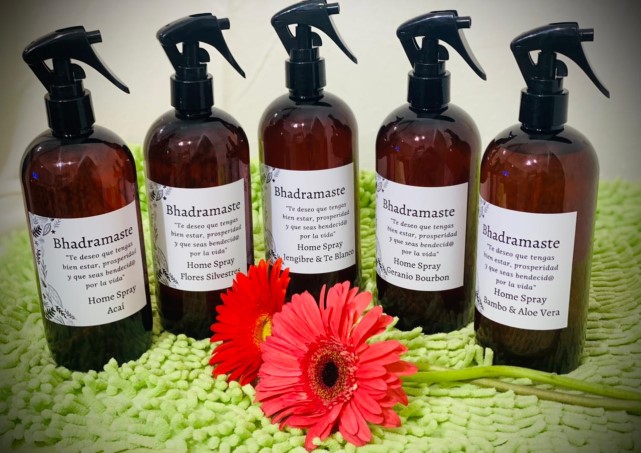 Bhadramaste
"Te deseo que tengas
bien estar, prosperidad
y que seas bendecid@
por la vida"
Home Spray
Acaí
Bhadramaste
"Te deseo que tengas
bien estar, prosperidad
y que seas bendecid@
por la vida"
Home Spray
Flores Silvestres
Bhadramaste
"Te deseo que tengas
bien estar, prosperidad
y que seas bendecid@
por la vida"
Home Spray
Jengibre & Te Blanco
Bhadramaste
"Te deseo que tengas
bien estar, prosperidad
y que seas bendecid@
por la vida"
Home Spray
Geranio Bourbon
Bhadramaste
"Te deseo que tengas
bien estar, prosperidad
y que seas bendecid@
por la vida"
Home Spray
Bambo & Aloe Vera